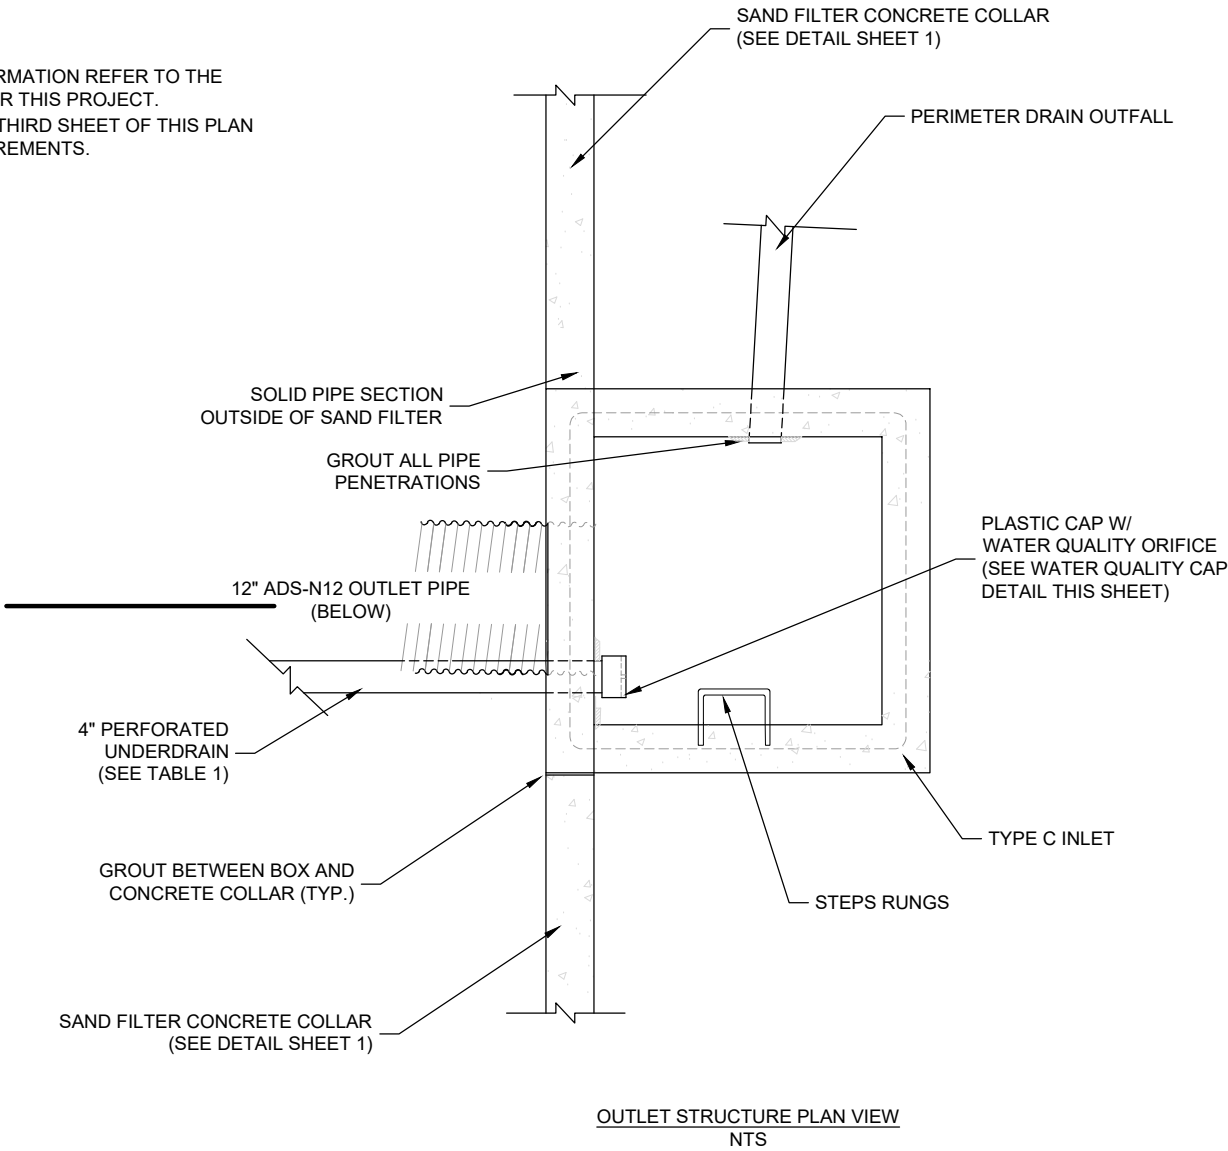 SAND FILTER CONCRETE COLLAR
(SEE DETAIL SHEET 1)
RMATION REFER TO THE
R THIS PROJECT.
THIRD SHEET OF THIS PLAN
REMENTS.
PERIMETER DRAIN OUTFALL
SOLID PIPE SECTION
OUTSIDE OF SAND FILTER
GROUT ALL PIPE
PENETRATIONS
PLASTIC CAP W/
WATER QUALITY ORIFICE
(SEE WATER QUALITY CAP
DETAIL THIS SHEET)
12" ADS-N12 OUTLET PIPE
(BELOW)
4" PERFORATED
UNDERDRAIN
(SEE TABLE 1)
TYPE C INLET
GROUT BETWEEN BOX AND
CONCRETE COLLAR (TYP.)
STEPS RUNGS
SAND FILTER CONCRETE COLLAR
(SEE DETAIL SHEET 1)
OUTLET STRUCTURE PLAN VIEW
NTS